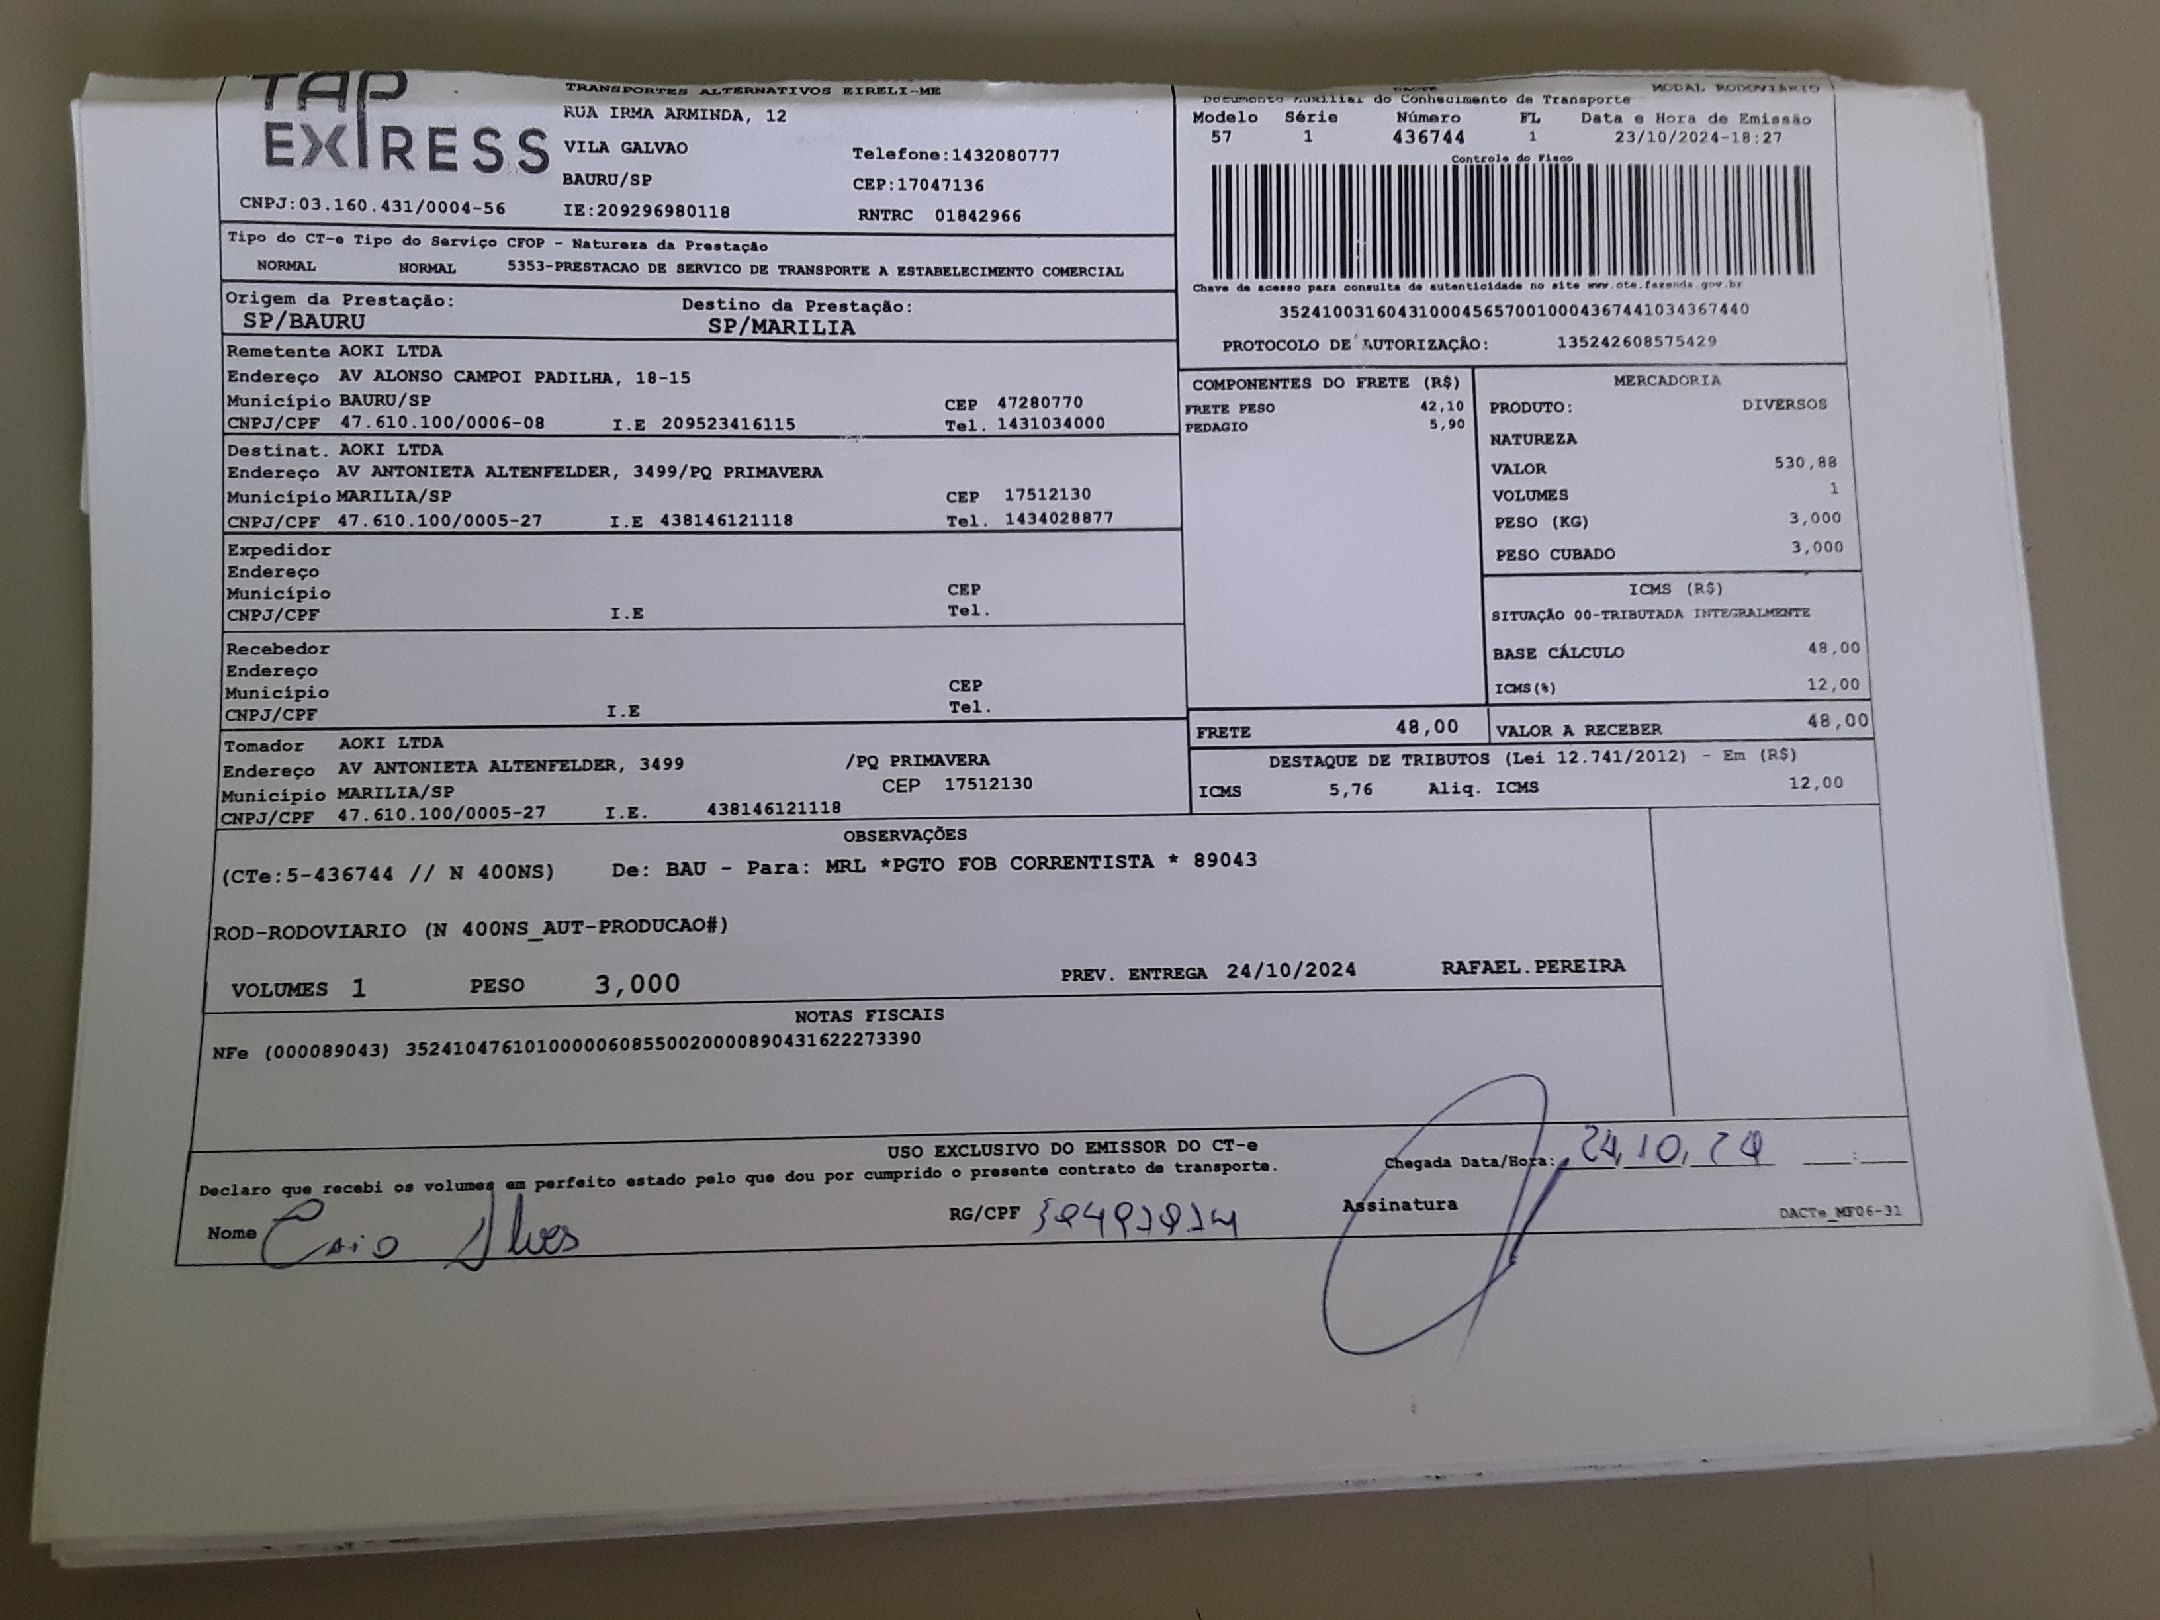 TAP
EXPRESS
TRANSPORTES ALTERNATIVOS EIRELI-ME
RUA IRMA ARMINDA, 12
VILA GALVAO Telefone:1432080777
BAURU/SP CEP:17047136
CNPJ:03.160.431/0004-56 IE:209296980118 RNTRC 01842966
MODAL RODOVIÁRIO
Documento Auxiliar do Conhecimento de Transporte
Modelo Série Número FL Data e Hora de Emissão
57 1 436744 1 23/10/2024-18:27
Controle do Fisco
Chave de acesso para consulta de autenticidade no site www.cte.fazenda.gov.br
35241003160431000456570010004367441034367440
PROTOCOLO DE AUTORIZAÇÃO: 135242608575429
Tipo do CT-e Tipo do Serviço CFOP - Natureza da Prestação
NORMAL NORMAL 5353-PRESTACAO DE SERVICO DE TRANSPORTE A ESTABELECIMENTO COMERCIAL
Origem da Prestação: Destino da Prestação:
SP/BAURU SP/MARILIA
Remetente AOKI LTDA
Endereço AV ALONSO CAMPOI PADILHA, 18-15
Município BAURU/SP CEP 47280770
CNPJ/CPF 47.610.100/0006-08 I.E 209523416115 Tel. 1431034000
Destinat. AOKI LTDA
Endereço AV ANTONIETA ALTENFELDER, 3499/PQ PRIMAVERA
Município MARILIA/SP CEP 17512130
CNPJ/CPF 47.610.100/0005-27 I.E 438146121118 Tel. 1434028877
Expedidor
Endereço
Município CEP
CNPJ/CPF I.E Tel.
Recebedor
Endereço
Município CEP
CNPJ/CPF I.E Tel.
Tomador AOKI LTDA
Endereço AV ANTONIETA ALTENFELDER, 3499 /PQ PRIMAVERA
Município MARILIA/SP CEP 17512130
CNPJ/CPF 47.610.100/0005-27 I.E. 438146121118
COMPONENTES DO FRETE (R$)
FRETE PESO 42,10
PEDAGIO 5,90
MERCADORIA
PRODUTO: DIVERSOS
NATUREZA
VALOR 530,88
VOLUMES 1
PESO (KG) 3,000
PESO CUBADO 3,000
ICMS (R$)
SITUAÇÃO 00-TRIBUTADA INTEGRALMENTE
BASE CÁLCULO 48,00
ICMS(%) 12,00
FRETE 48,00 VALOR A RECEBER 48,00
DESTAQUE DE TRIBUTOS (Lei 12.741/2012) - Em (R$)
ICMS 5,76 Aliq. ICMS 12,00
OBSERVAÇÕES
(CTe:5-436744 // N 400NS) De: BAU - Para: MRL *PGTO FOB CORRENTISTA * 89043
ROD-RODOVIARIO (N 400NS_AUT-PRODUCAO#)
VOLUMES 1 PESO 3,000 PREV. ENTREGA 24/10/2024 RAFAEL.PEREIRA
NOTAS FISCAIS
NFe (000089043) 35241047610100000608550020000890431622273390
USO EXCLUSIVO DO EMISSOR DO CT-e
Declaro que recebi os volumes em perfeito estado pelo que dou por cumprido o presente contrato de transporte.
Chegada Data/Hora: 24,10,24 :
Nome Caio Alves RG/CPF Assinatura
DACTe_MF06-31